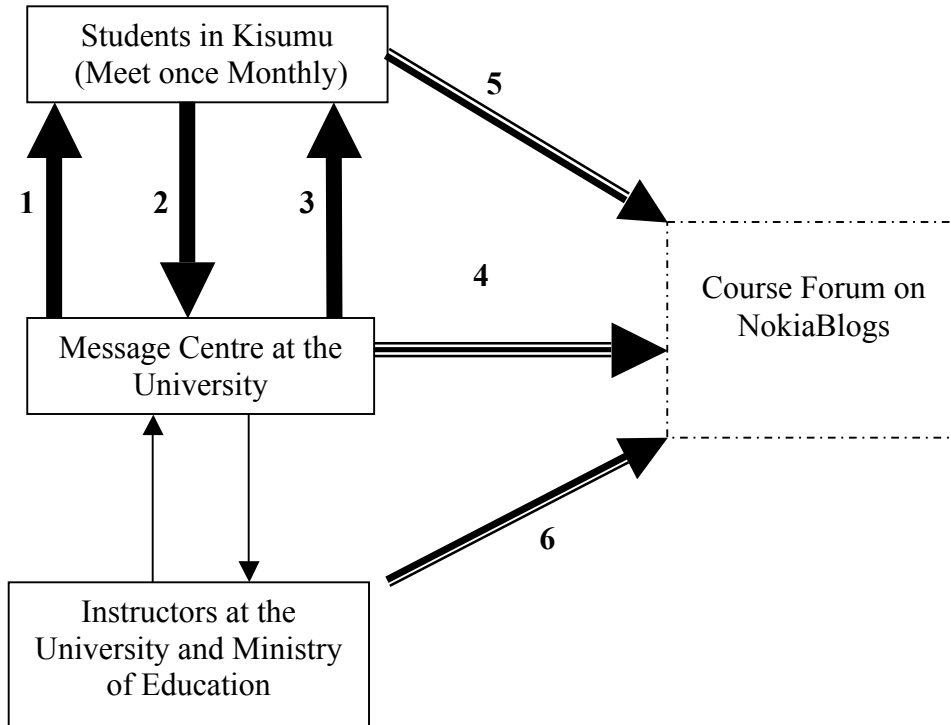 Students in Kisumu
(Meet once Monthly)
5
1
2
3
4
Course Forum on
NokiaBlogs
Message Centre at the
University
6
Instructors at the
University and Ministry
of Education